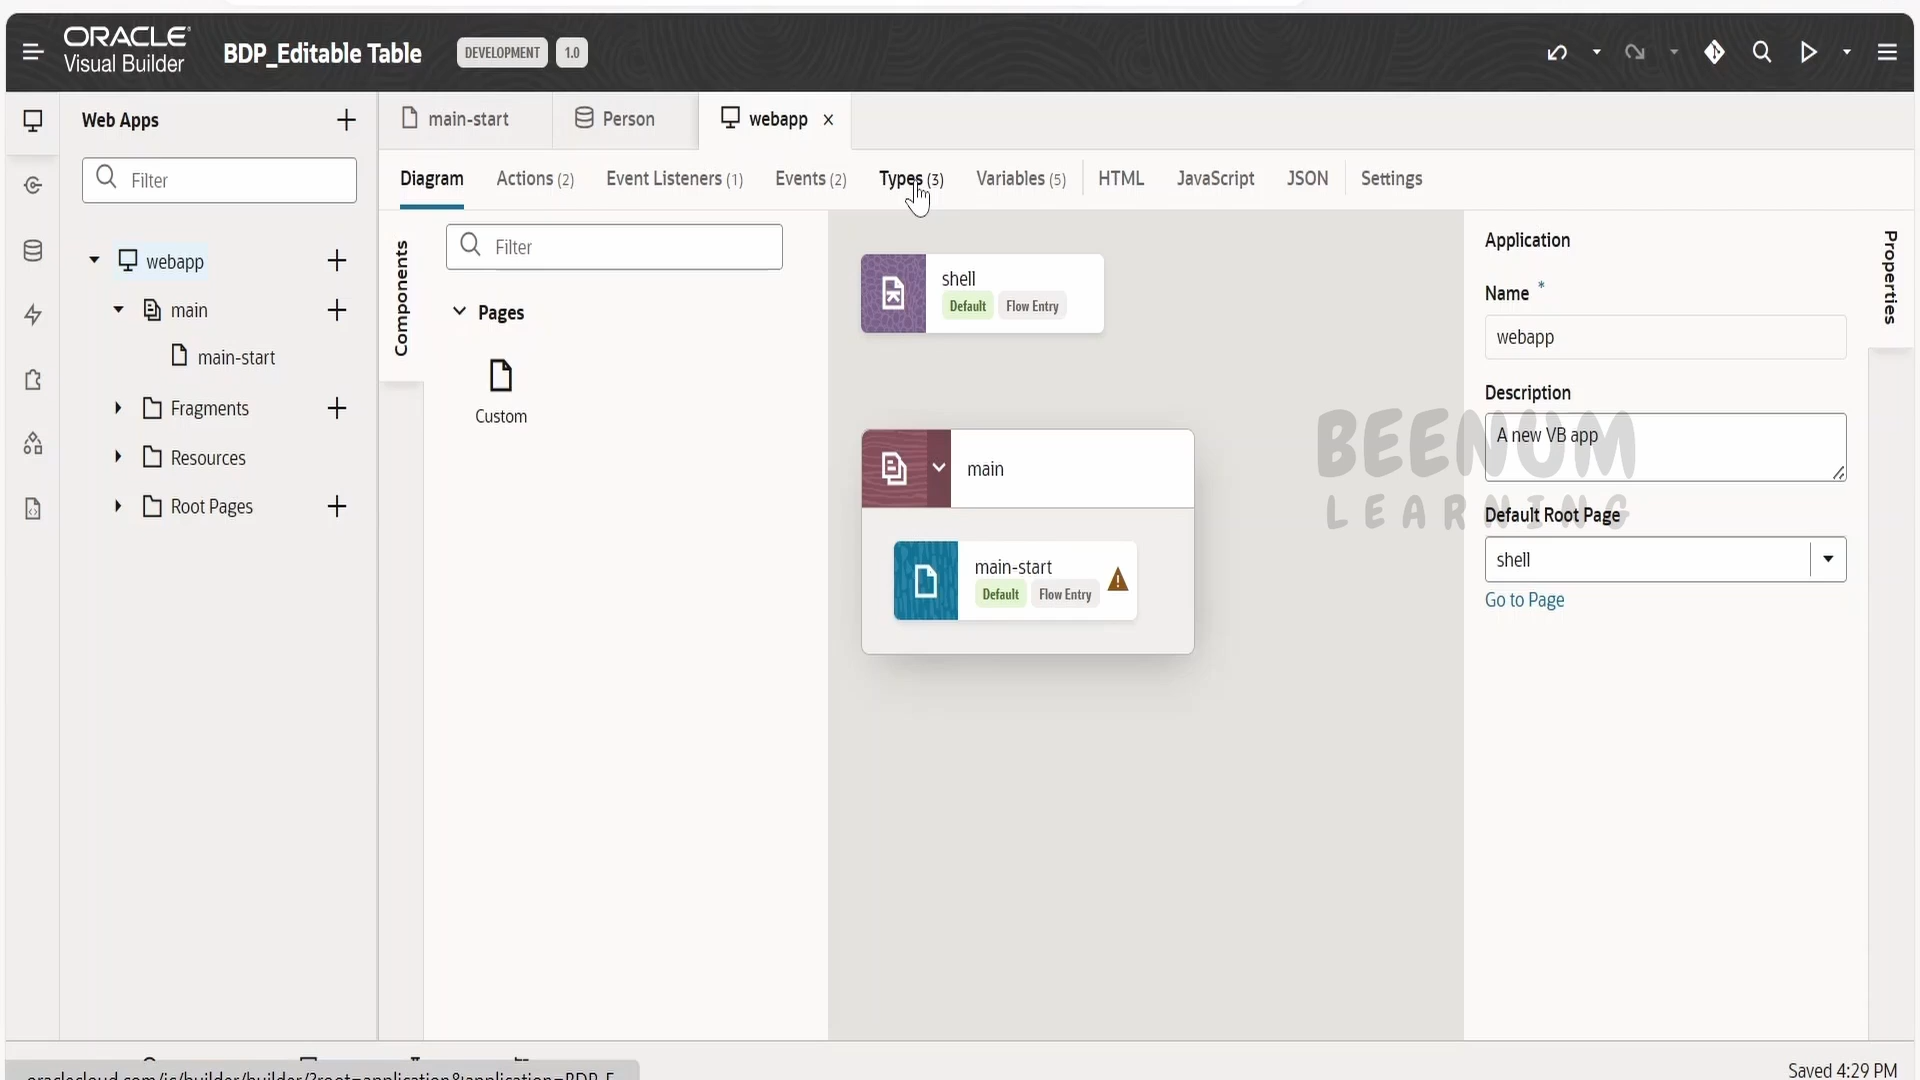 ORACLE
Visual Builder
BDP_Editable Table
DEVELOPMENT
1.0
Web Apps
main-start
Person
webapp
Filter
Diagram
Actions (2)
Event Listeners (1)
Events (2)
Types (3)
Variables (5)
HTML
JavaScript
JSON
Settings
webapp
main
main-start
Fragments
Resources
Root Pages
Components
Filter
Pages
Custom
shell
Default
Flow Entry
main
main-start
Default
Flow Entry
Application
Name *
webapp
Description
A new VB app
Default Root Page
shell
Go to Page
Properties
BEENUM
LEARNING
Saved 4:29 PM